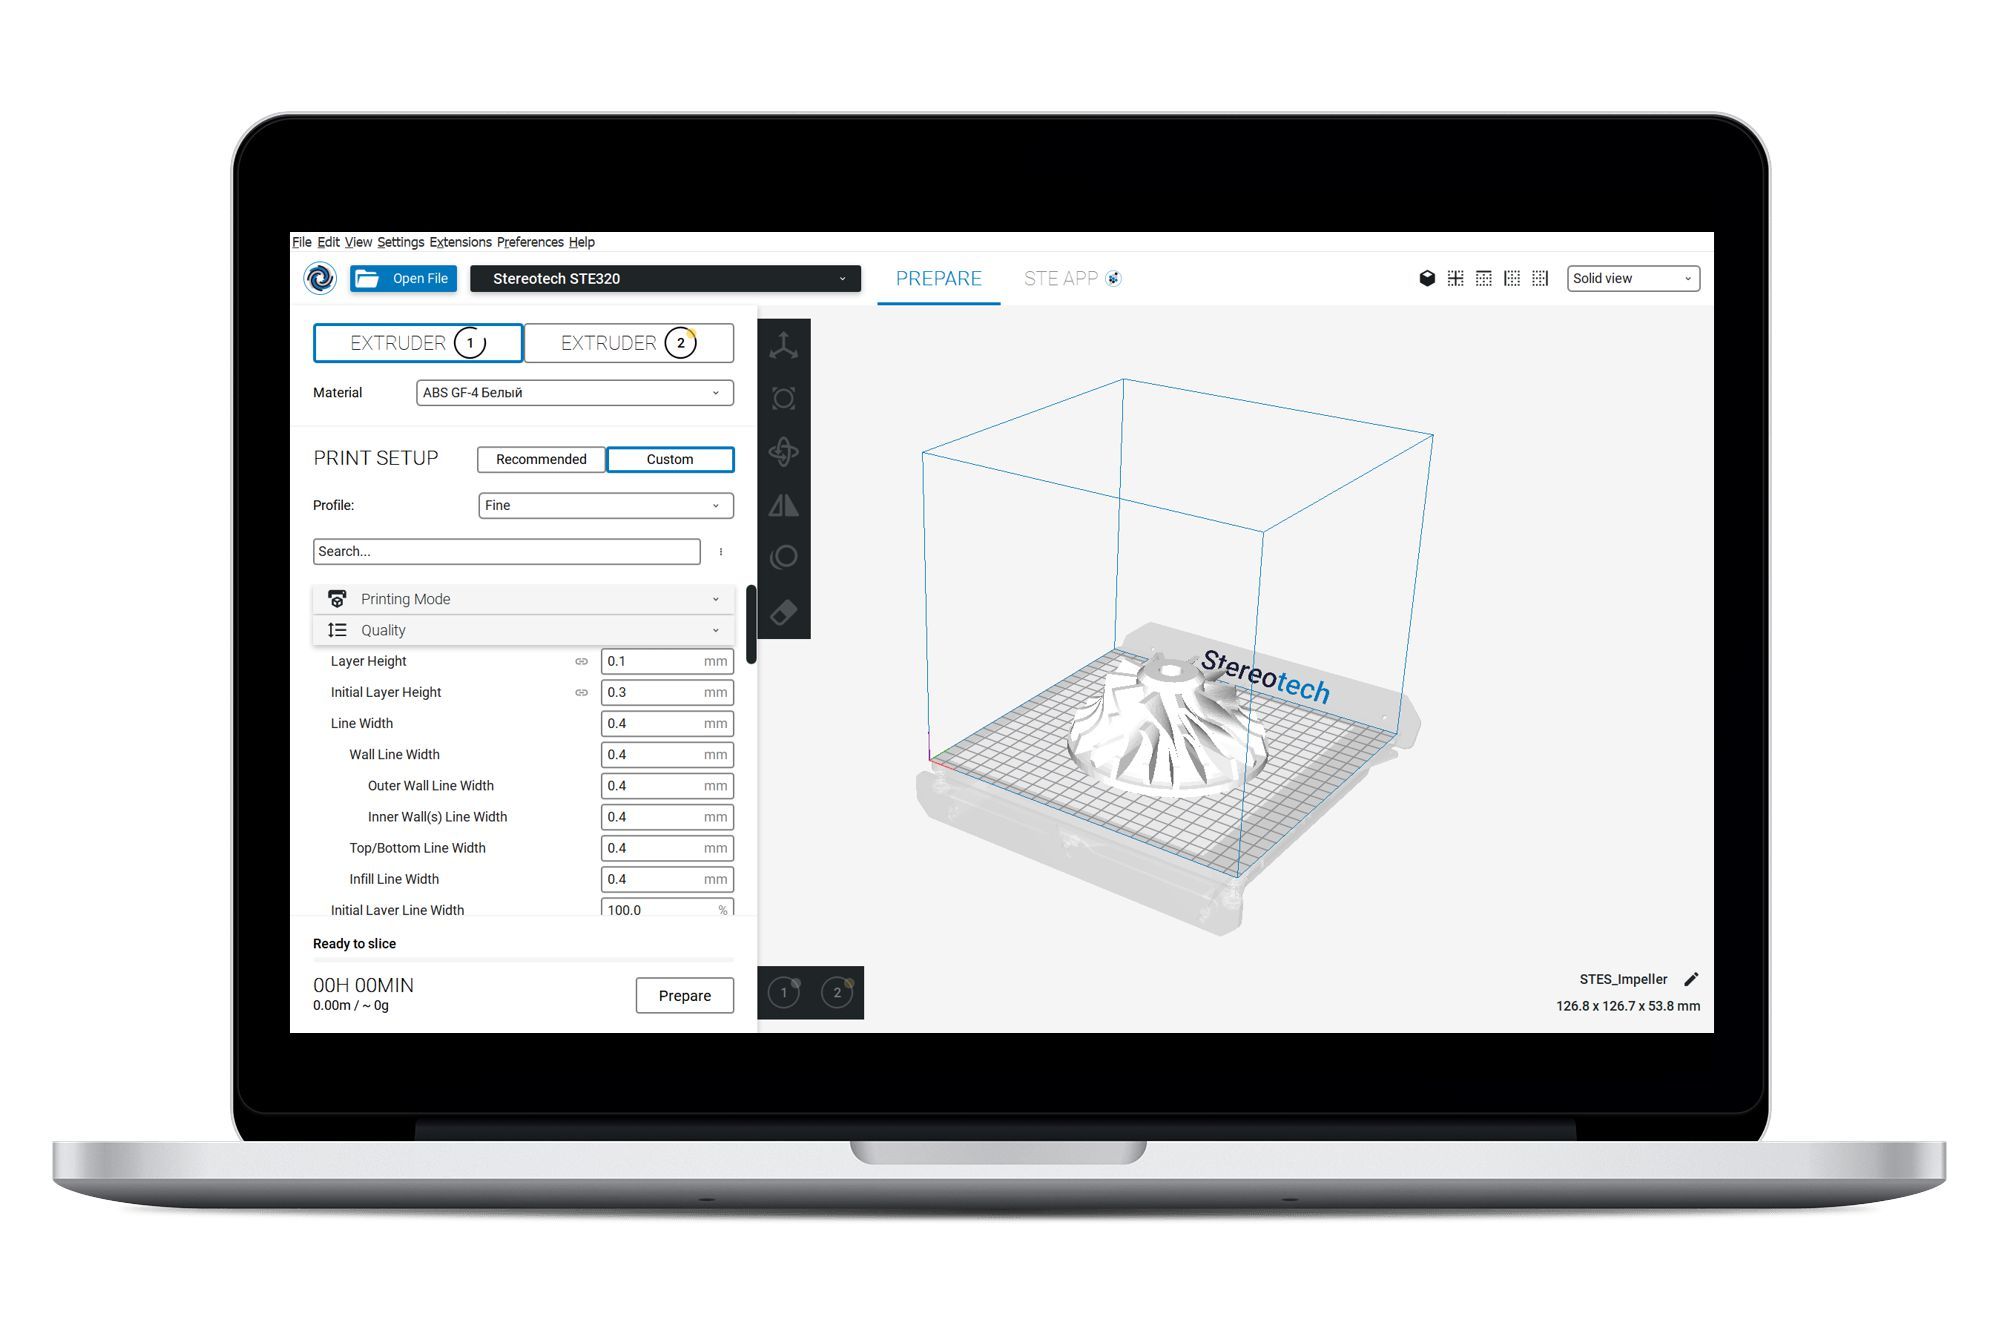 File Edit View Settings Extensions Preferences Help
Open File
Stereotech STE320
PREPARE
STE APP
Solid view
EXTRUDER 1
EXTRUDER 2
Material
ABS GF-4 Белый
PRINT SETUP
Recommended
Custom
Profile:
Fine
Search...
Printing Mode
Quality
Layer Height 0.1 mm
Initial Layer Height 0.3 mm
Line Width 0.4 mm
Wall Line Width 0.4 mm
Outer Wall Line Width 0.4 mm
Inner Wall(s) Line Width 0.4 mm
Top/Bottom Line Width 0.4 mm
Infill Line Width 0.4 mm
Initial Layer Line Width 100.0 %
Ready to slice
00H 00MIN
0.00m / ~ 0g
Prepare
1 2
Stereotech
STES_Impeller
126.8 x 126.7 x 53.8 mm